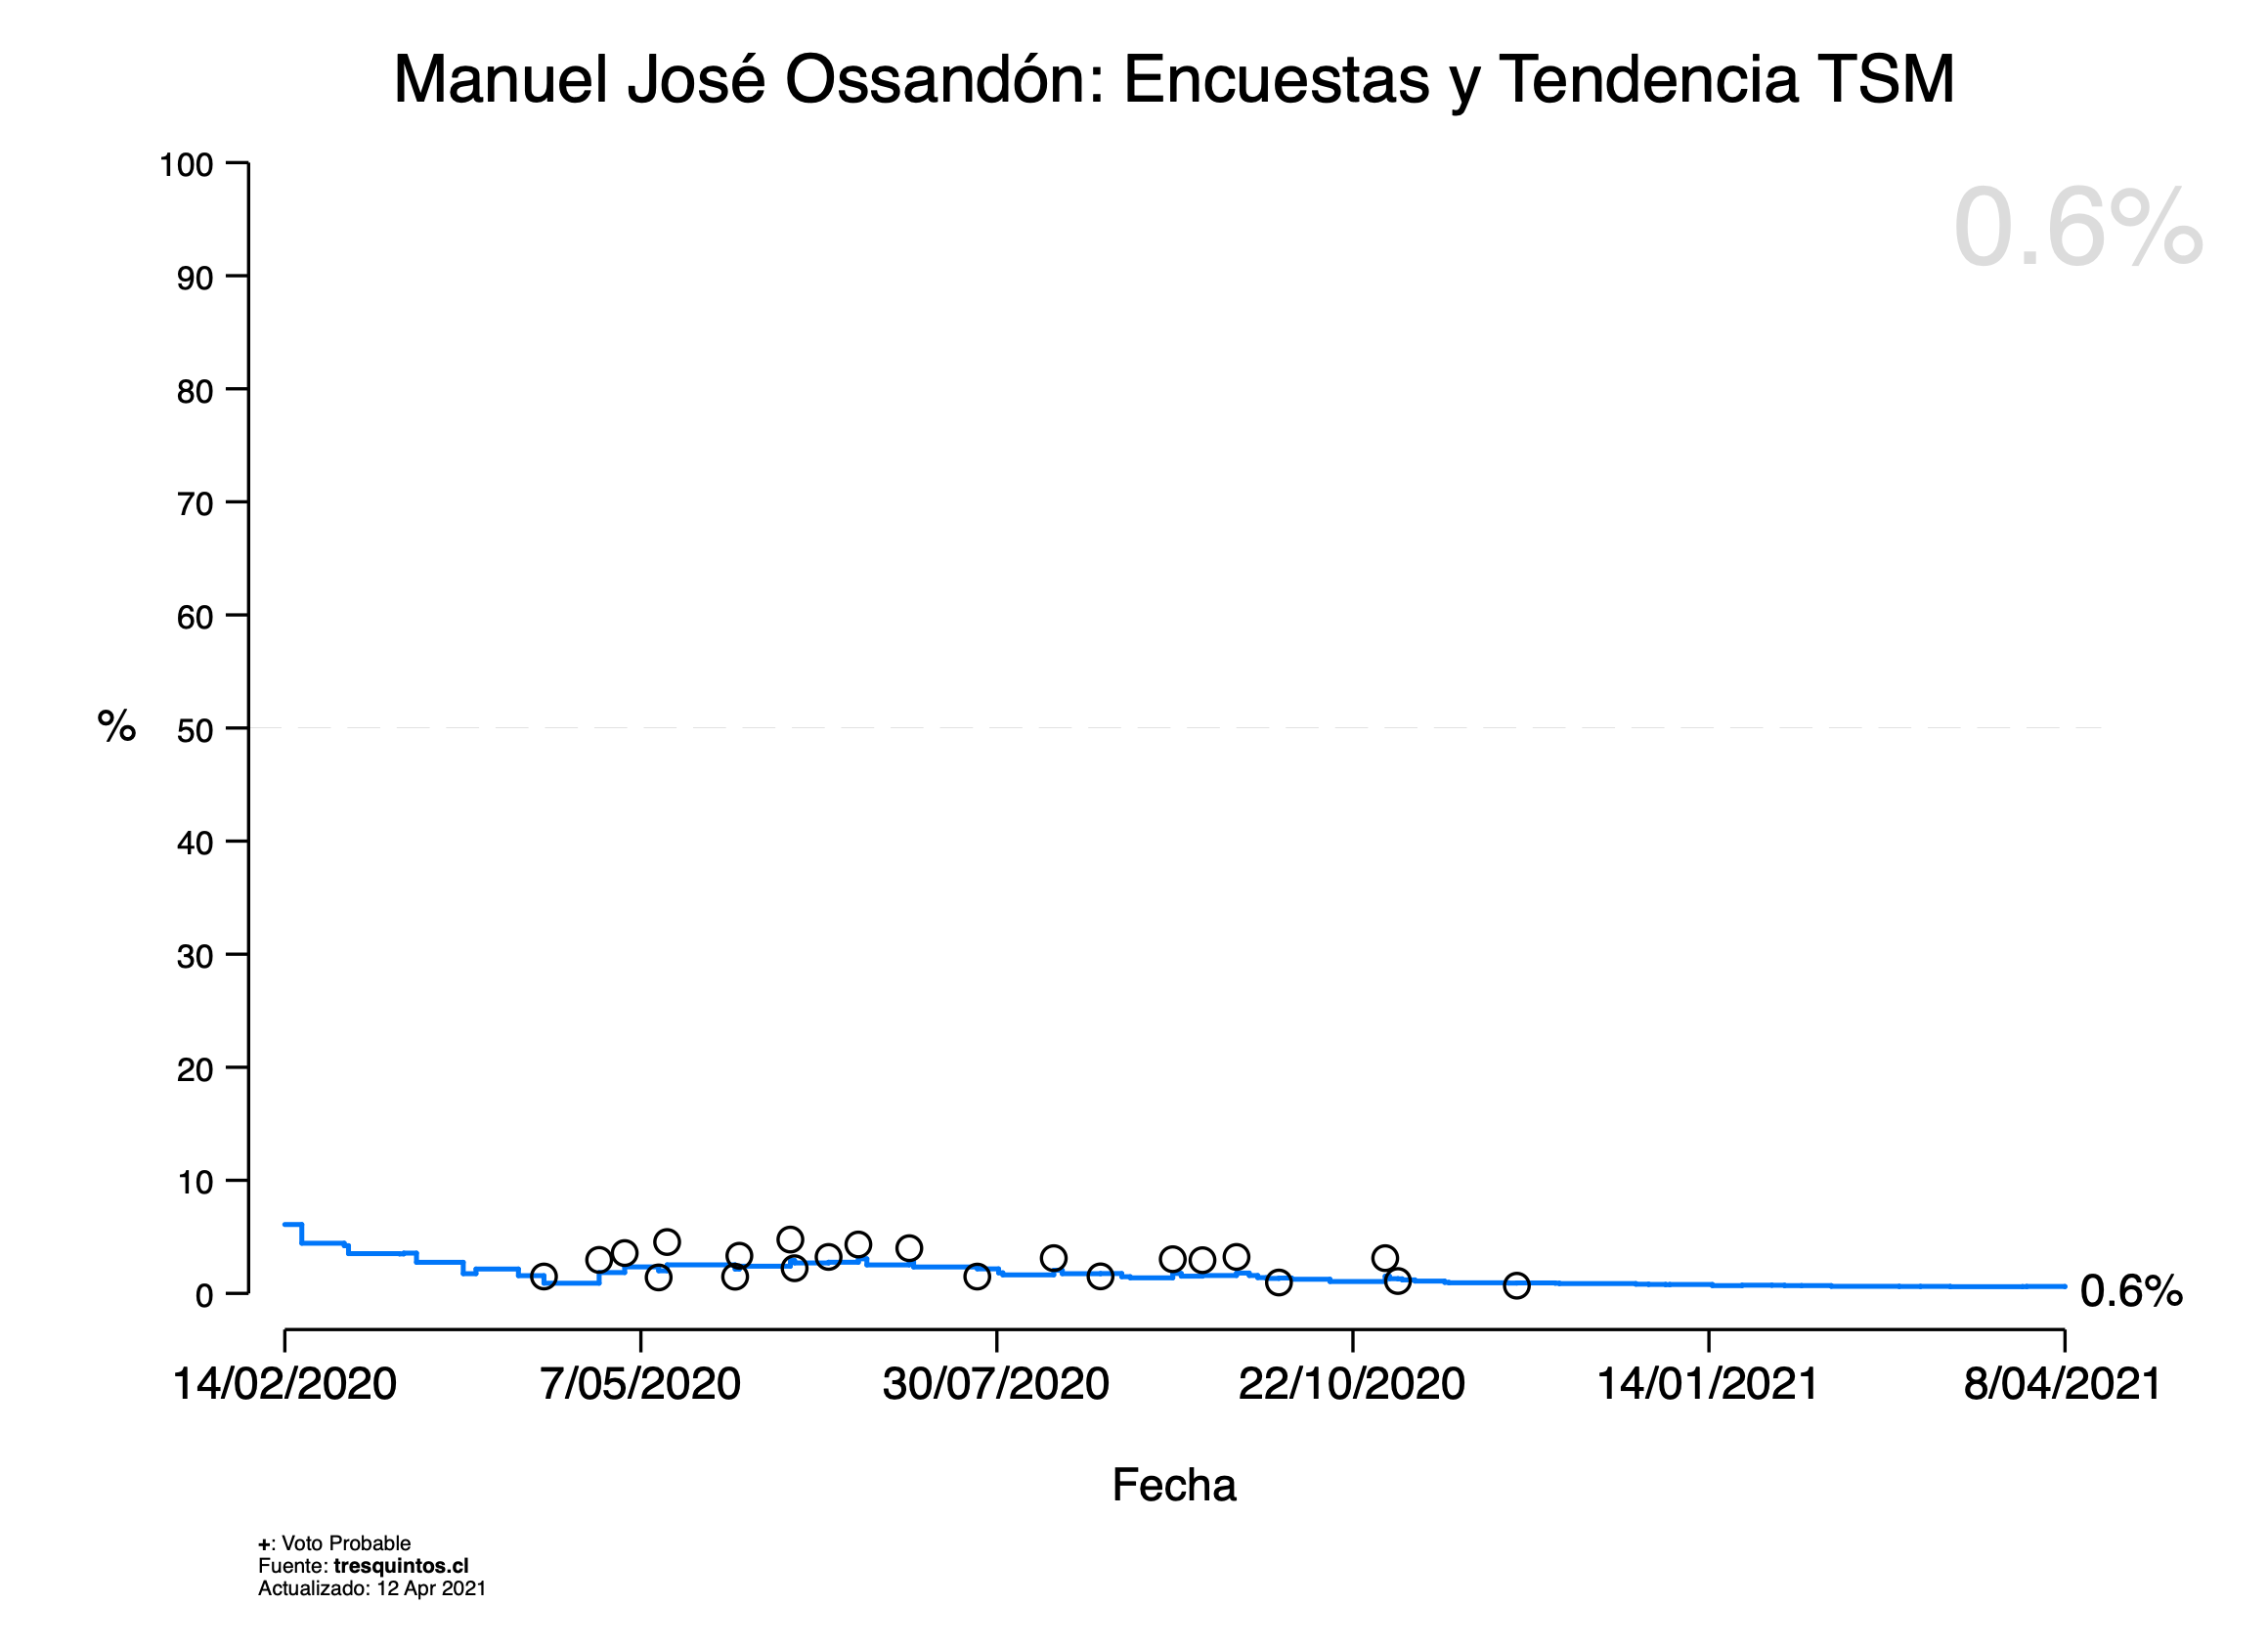 Manuel José Ossandón: Encuestas y Tendencia TSM
0.6%
100
90
80
70
60
50
40
30
20
10
0
%
0.6%
14/02/2020 7/05/2020 30/07/2020 22/10/2020 14/01/2021 8/04/2021
Fecha
+: Voto Probable
Fuente: tresquintos.cl
Actualizado: 12 Apr 2021